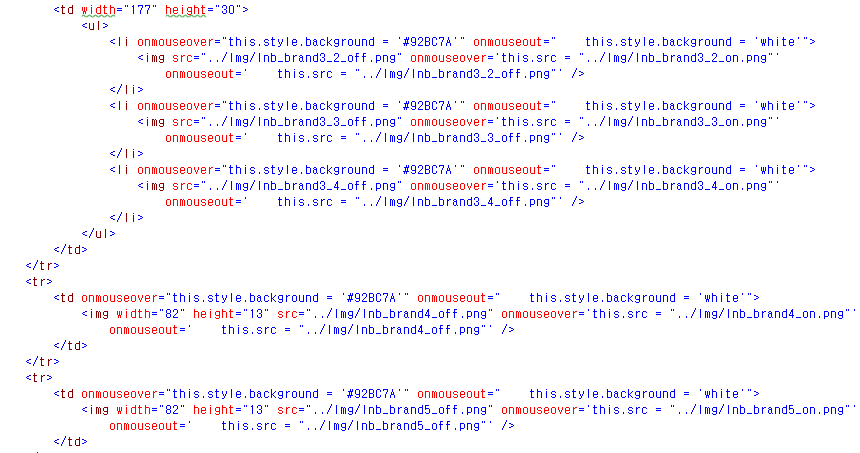 <td width="177" height="30">
<ul>
<li onmouseover="this.style.background = '#92BC7A'" onmouseout="    this.style.background = 'white'">
<img src="../Img/lnb_brand3_2_off.png" onmouseover='this.src = "../Img/lnb_brand3_2_on.png"'
onmouseout='    this.src = "../Img/lnb_brand3_2_off.png"' />
</li>
<li onmouseover="this.style.background = '#92BC7A'" onmouseout="    this.style.background = 'white'">
<img src="../Img/lnb_brand3_3_off.png" onmouseover='this.src = "../Img/lnb_brand3_3_on.png"'
onmouseout='    this.src = "../Img/lnb_brand3_3_off.png"' />
</li>
<li onmouseover="this.style.background = '#92BC7A'" onmouseout="    this.style.background = 'white'">
<img src="../Img/lnb_brand3_4_off.png" onmouseover='this.src = "../Img/lnb_brand3_4_on.png"'
onmouseout='    this.src = "../Img/lnb_brand3_4_off.png"' />
</li>
</ul>
</td>
</tr>
<tr>
<td onmouseover="this.style.background = '#92BC7A'" onmouseout="    this.style.background = 'white'">
<img width="82" height="13" src="../Img/lnb_brand4_off.png" onmouseover='this.src = "../Img/lnb_brand4_on.png"'
onmouseout='    this.src = "../Img/lnb_brand4_off.png"' />
</td>
</tr>
<tr>
<td onmouseover="this.style.background = '#92BC7A'" onmouseout="    this.style.background = 'white'">
<img width="82" height="13" src="../Img/lnb_brand5_off.png" onmouseover='this.src = "../Img/lnb_brand5_on.png"'
onmouseout='    this.src = "../Img/lnb_brand5_off.png"' />
</td>